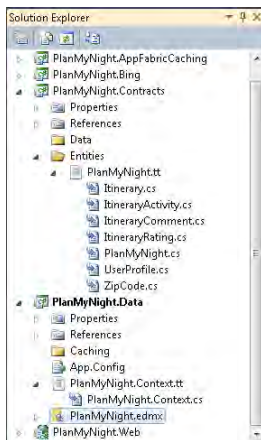 Solution Explorer
PlanMyNight.AppFabricCaching
PlanMyNight.Bing
PlanMyNight.Contracts
Properties
References
Data
Entities
PlanMyNight.tt
Itinerary.cs
ItineraryActivity.cs
ItineraryComment.cs
ItineraryRating.cs
PlanMyNight.cs
UserProfile.cs
ZipCode.cs
PlanMyNight.Data
Properties
References
Caching
App.Config
PlanMyNight.Context.tt
PlanMyNight.Context.cs
PlanMyNight.edmx
PlanMyNight.Web